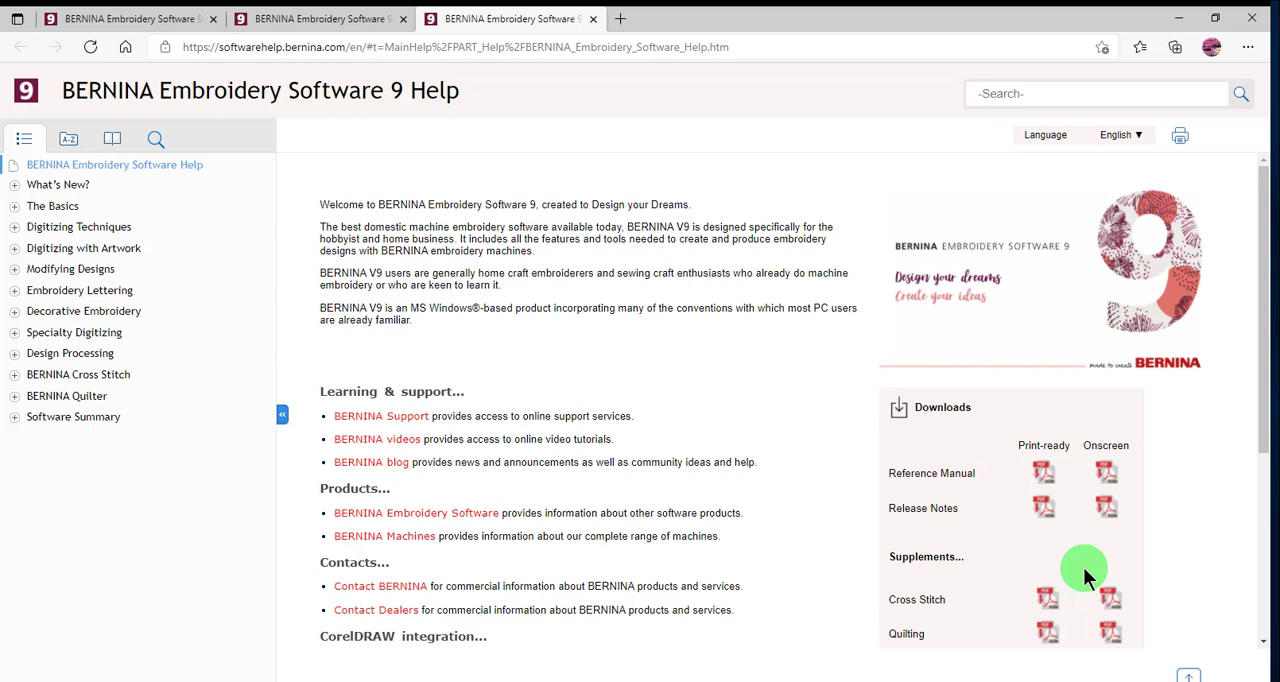 9 BERNINA Embroidery Software 9
9 BERNINA Embroidery Software 9
9 BERNINA Embroidery Software 9
https://softwarehelp.bernina.com/en/#t=MainHelp%2FPART_Help%2FBERNINA_Embroidery_Software_Help.htm
9 BERNINA Embroidery Software 9 Help
-Search-
A-Z
Language English ▼
BERNINA Embroidery Software Help
What's New?
The Basics
Digitizing Techniques
Digitizing with Artwork
Modifying Designs
Embroidery Lettering
Decorative Embroidery
Specialty Digitizing
Design Processing
BERNINA Cross Stitch
BERNINA Quilter
Software Summary
Welcome to BERNINA Embroidery Software 9, created to Design your Dreams.
The best domestic machine embroidery software available today, BERNINA V9 is designed specifically for the
hobbyist and home business. It includes all the features and tools needed to create and produce embroidery
designs with BERNINA embroidery machines.
BERNINA V9 users are generally home craft embroiderers and sewing craft enthusiasts who already do machine
embroidery or who are keen to learn it.
BERNINA V9 is an MS Windows®-based product incorporating many of the conventions with which most PC users
are already familiar.
BERNINA EMBROIDERY SOFTWARE 9
Design your dreams
Create your ideas
9
made to create BERNINA
Learning & support...
• BERNINA Support provides access to online support services.
• BERNINA videos provides access to online video tutorials.
• BERNINA blog provides news and announcements as well as community ideas and help.
Products...
• BERNINA Embroidery Software provides information about other software products.
• BERNINA Machines provides information about our complete range of machines.
Contacts...
• Contact BERNINA for commercial information about BERNINA products and services.
• Contact Dealers for commercial information about BERNINA products and services.
CorelDRAW integration...
Downloads
Print-ready Onscreen
Reference Manual PDF PDF
Release Notes PDF PDF
Supplements...
Cross Stitch PDF PDF
Quilting PDF PDF